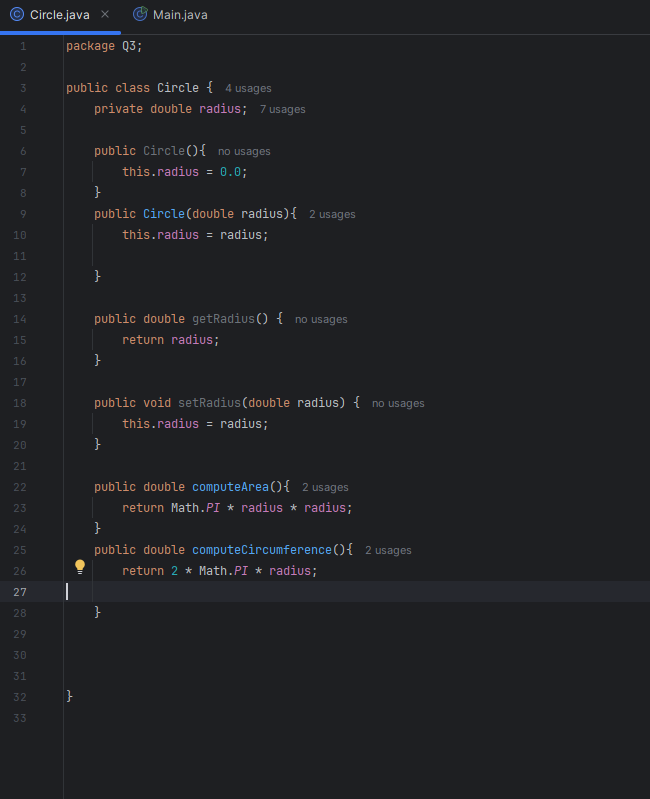 Circle.java
Main.java
1 package Q3;
2
3 public class Circle { 4 usages
4 private double radius; 7 usages
5
6 public Circle(){ no usages
7 this.radius = 0.0;
8 }
9 public Circle(double radius){ 2 usages
10 this.radius = radius;
11
12 }
13
14 public double getRadius() { no usages
15 return radius;
16 }
17
18 public void setRadius(double radius) { no usages
19 this.radius = radius;
20 }
21
22 public double computeArea(){ 2 usages
23 return Math.PI * radius * radius;
24 }
25 public double computeCircumference(){ 2 usages
26 return 2 * Math.PI * radius;
27
28 }
29
30
31
32 }
33